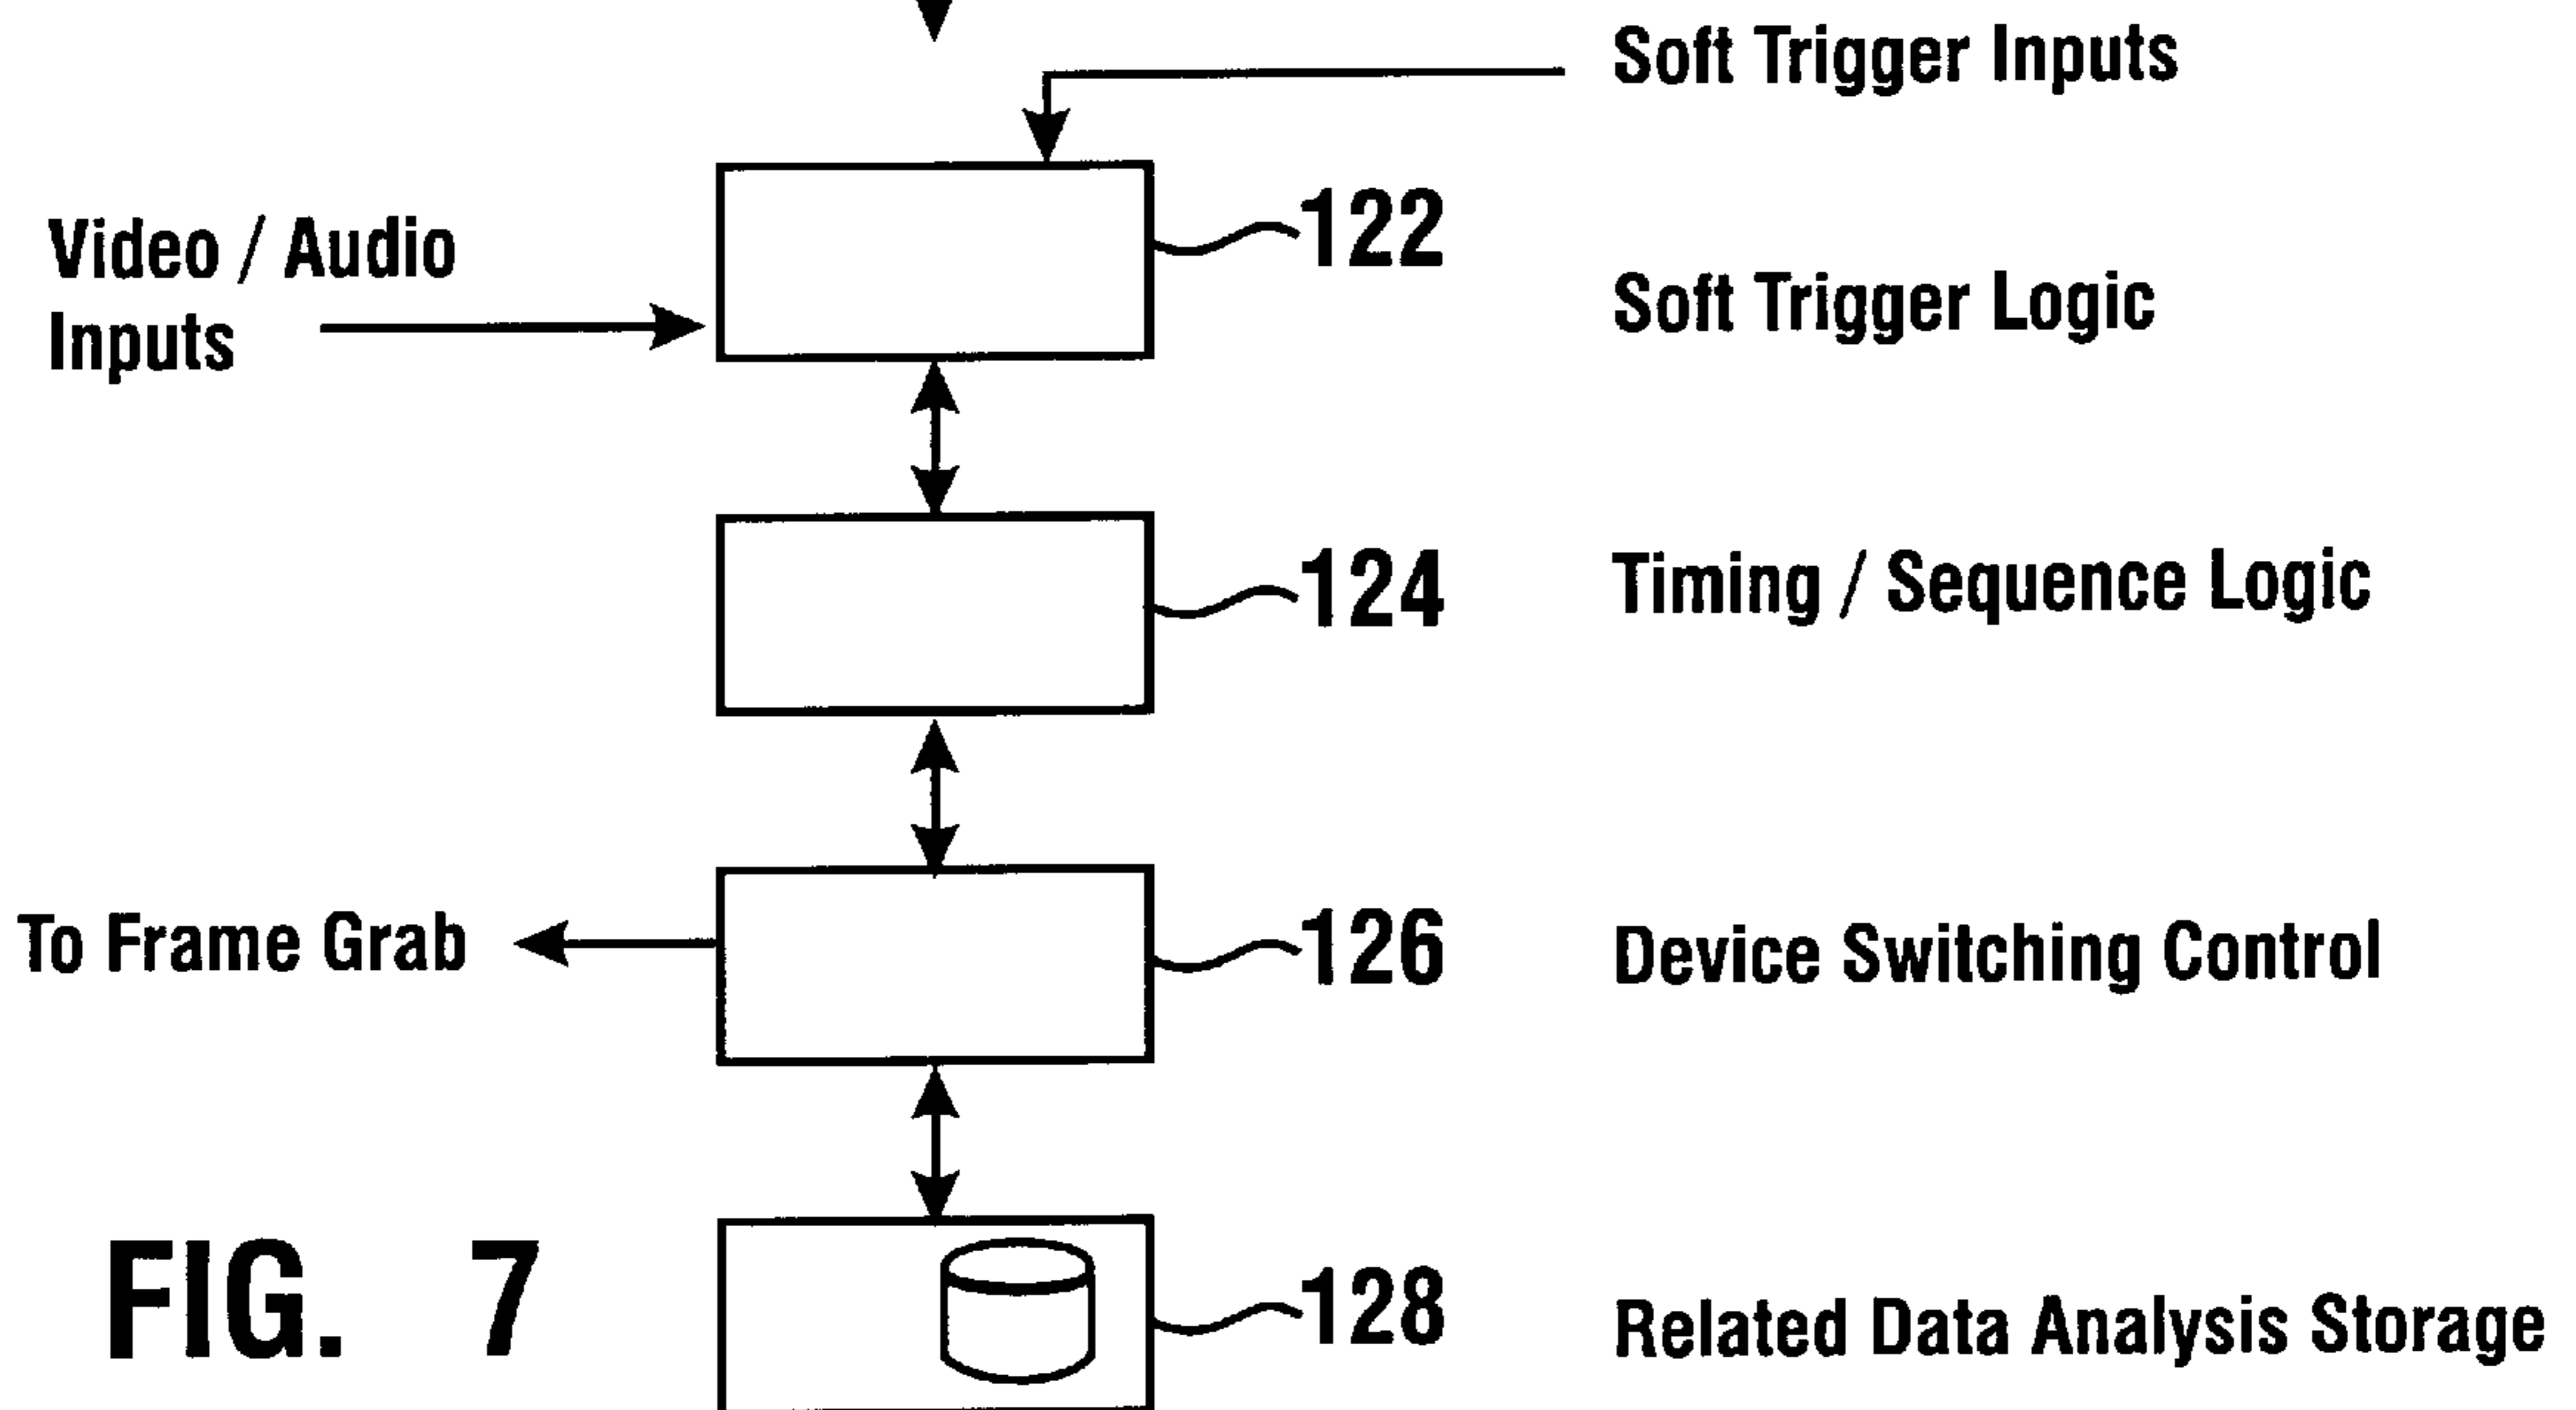 Soft Trigger Inputs
122
Video / Audio
Inputs
Soft Trigger Logic
124
Timing / Sequence Logic
To Frame Grab
126
Device Switching Control
FIG. 7
128
Related Data Analysis Storage